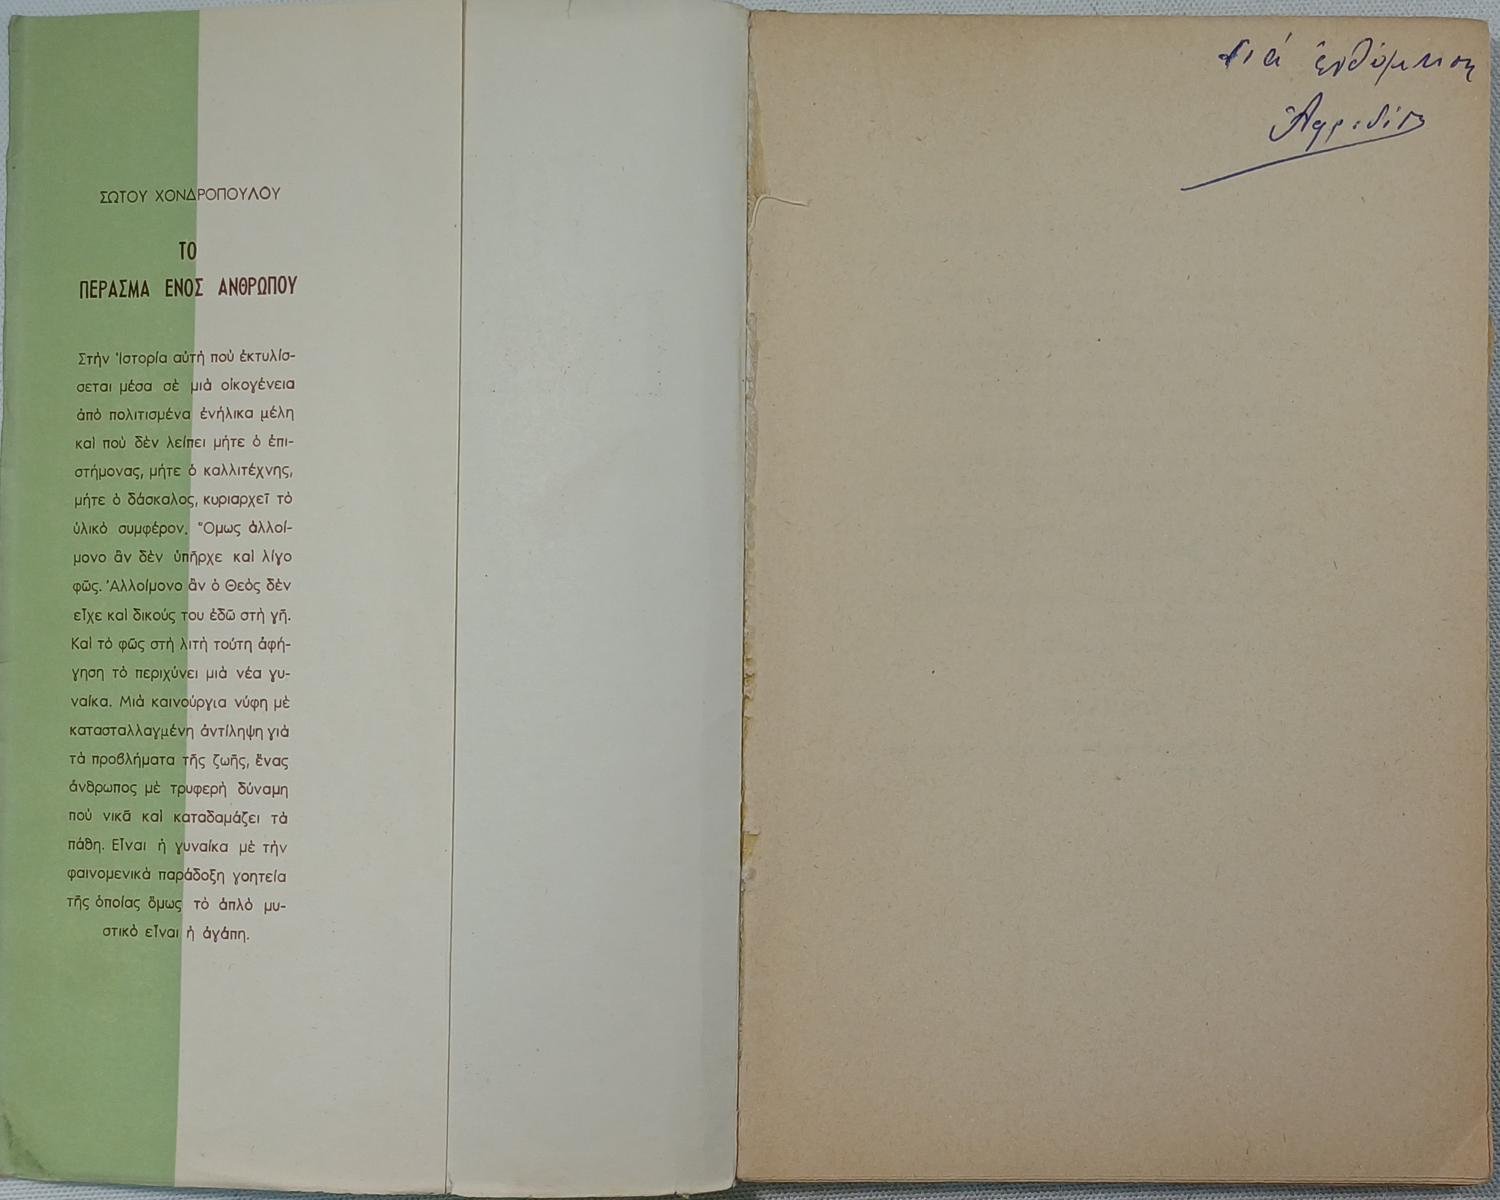 ΣΩΤΟΥ ΧΟΝΔΡΟΠΟΥΛΟΥ
ΤΟ
ΠΕΡΑΣΜΑ ΕΝΟΣ ΑΝΘΡΩΠΟΥ
Στὴν Ἱστορία αὐτὴ ποὺ ἐκτυλίσ-
σεται μέσα σὲ μιὰ οἰκογένεια
ἀπὸ πολιτισμένα ἐνήλικα μέλη
καὶ ποὺ δὲν λείπει μήτε ὁ ἐπι-
στήμονας, μήτε ὁ καλλιτέχνης,
μήτε ὁ δάσκαλος, κυριαρχεῖ τὸ
ὑλικὸ συμφέρον. Ὅμως ἀλλοί-
μονο ἂν δὲν ὑπῆρχε καὶ λίγο
φῶς. Ἀλλοίμονο ἂν ὁ Θεὸς δὲν
εἶχε καὶ δικούς του ἐδῶ στὴ γῆ.
Καὶ τὸ φῶς στὴ λιτὴ τούτη ἀφή-
γηση τὸ περιχύνει μιὰ νέα γυ-
ναίκα. Μιὰ καινούργια νύφη μὲ
κατασταλλαγμένη ἀντίληψη γιὰ
τὰ προβλήματα τῆς ζωῆς, ἕνας
ἄνθρωπος μὲ τρυφερὴ δύναμη
ποὺ νικᾶ καὶ καταδαμάζει τὰ
πάθη. Εἶναι ἡ γυναίκα μὲ τὴν
φαινομενικὰ παράδοξη γοητεία
τῆς ὁποίας ὅμως τὸ ἁπλὸ μυ-
στικὸ εἶναι ἡ ἀγάπη.
διά ἐνθύμηση